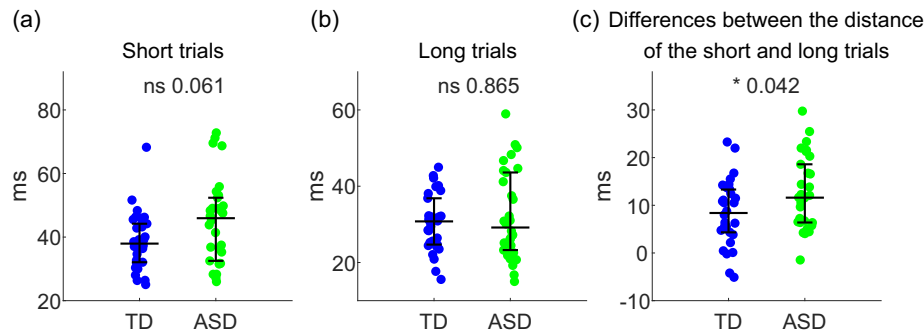 (a)
Short trials
ns 0.061
ms
80
60
40
20
TD ASD
(b)
Long trials
ns 0.865
ms
60
40
20
TD ASD
(c) Differences between the distance
of the short and long trials
* 0.042
ms
30
20
10
0
-10
TD ASD